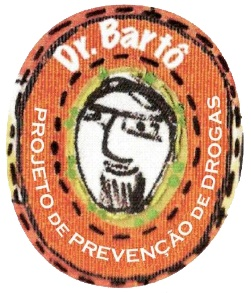 Dr. Bartô
PROJETO DE PREVENÇÃO DE DROGAS